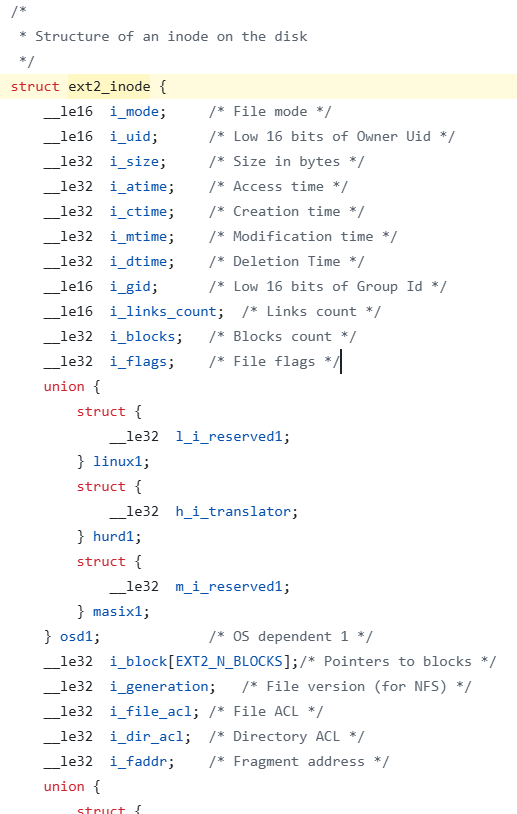 /*
 * Structure of an inode on the disk
 */
struct ext2_inode {
    __le16  i_mode;     /* File mode */
    __le16  i_uid;      /* Low 16 bits of Owner Uid */
    __le32  i_size;     /* Size in bytes */
    __le32  i_atime;    /* Access time */
    __le32  i_ctime;    /* Creation time */
    __le32  i_mtime;    /* Modification time */
    __le32  i_dtime;    /* Deletion Time */
    __le16  i_gid;      /* Low 16 bits of Group Id */
    __le16  i_links_count;  /* Links count */
    __le32  i_blocks;   /* Blocks count */
    __le32  i_flags;    /* File flags */
    union {
        struct {
            __le32  l_i_reserved1;
        } linux1;
        struct {
            __le32  h_i_translator;
        } hurd1;
        struct {
            __le32  m_i_reserved1;
        } masix1;
    } osd1;             /* OS dependent 1 */
    __le32  i_block[EXT2_N_BLOCKS];/* Pointers to blocks */
    __le32  i_generation;   /* File version (for NFS) */
    __le32  i_file_acl; /* File ACL */
    __le32  i_dir_acl;  /* Directory ACL */
    __le32  i_faddr;    /* Fragment address */
    union {
        struct {